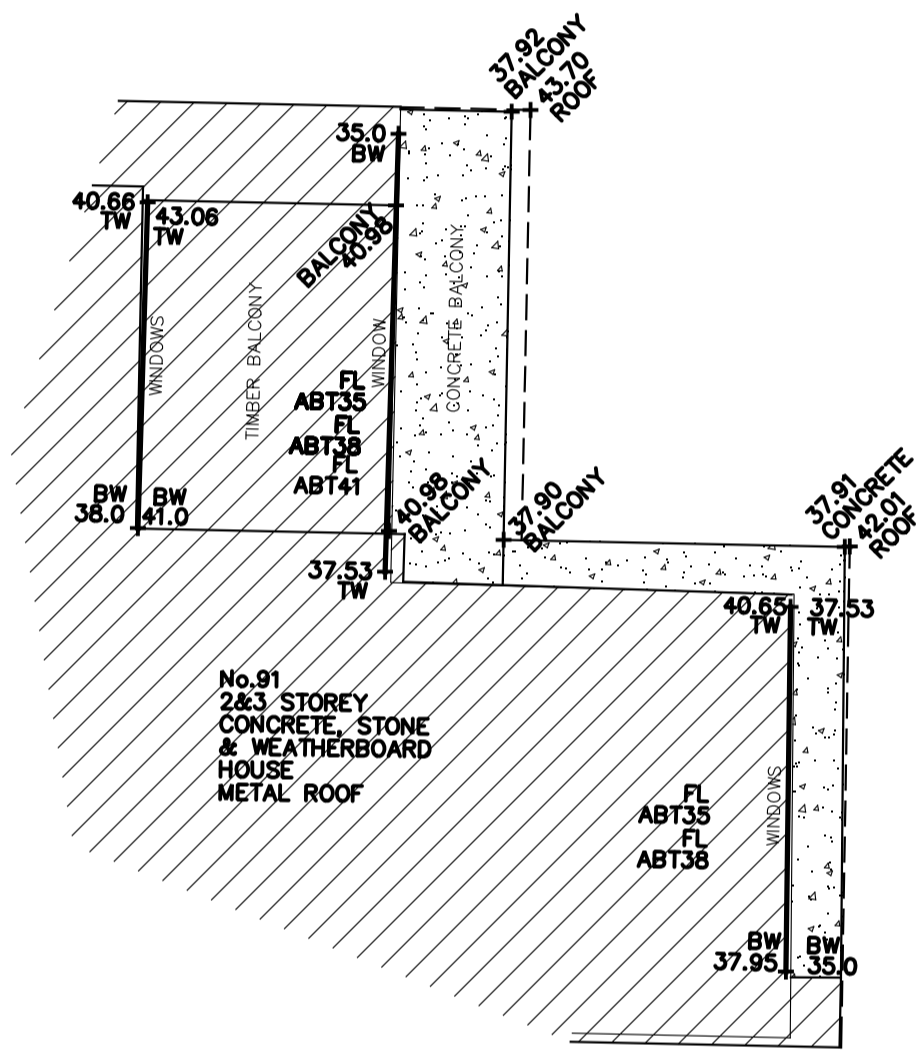 37.92
BALCONY
43.70
ROOF
35.0
BW
40.66
TW
43.06
TW
BALCONY
40.98
WINDOWS
TIMBER BALCONY
WINDOW
CONCRETE BALCONY
FL
ABT35
FL
ABT38
FL
ABT41
BW
38.0
BW
41.0
40.98
BALCONY
37.90
BALCONY
37.91
CONCRETE
42.01
ROOF
37.53
TW
40.65
TW
37.53
TW
No.91
2&3 STOREY
CONCRETE, STONE
& WEATHERBOARD
HOUSE
METAL ROOF
WINDOWS
FL
ABT35
FL
ABT38
BW
37.95
BW
35.0